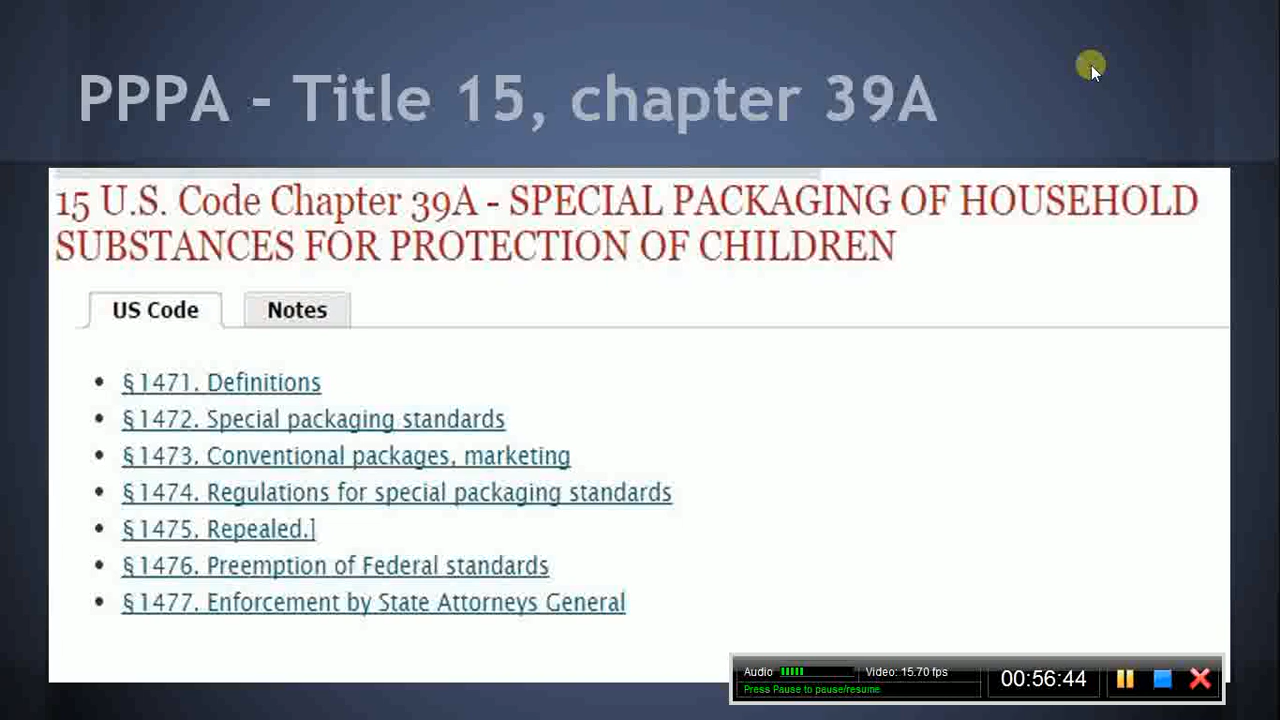 PPPA - Title 15, chapter 39A
15 U.S. Code Chapter 39A - SPECIAL PACKAGING OF HOUSEHOLD
SUBSTANCES FOR PROTECTION OF CHILDREN
US Code Notes
• §1471. Definitions
• §1472. Special packaging standards
• §1473. Conventional packages, marketing
• §1474. Regulations for special packaging standards
• §1475. Repealed.]
• §1476. Preemption of Federal standards
• §1477. Enforcement by State Attorneys General
Audio Video: 15.70 fps
Press Pause to pause/resume
00:56:44